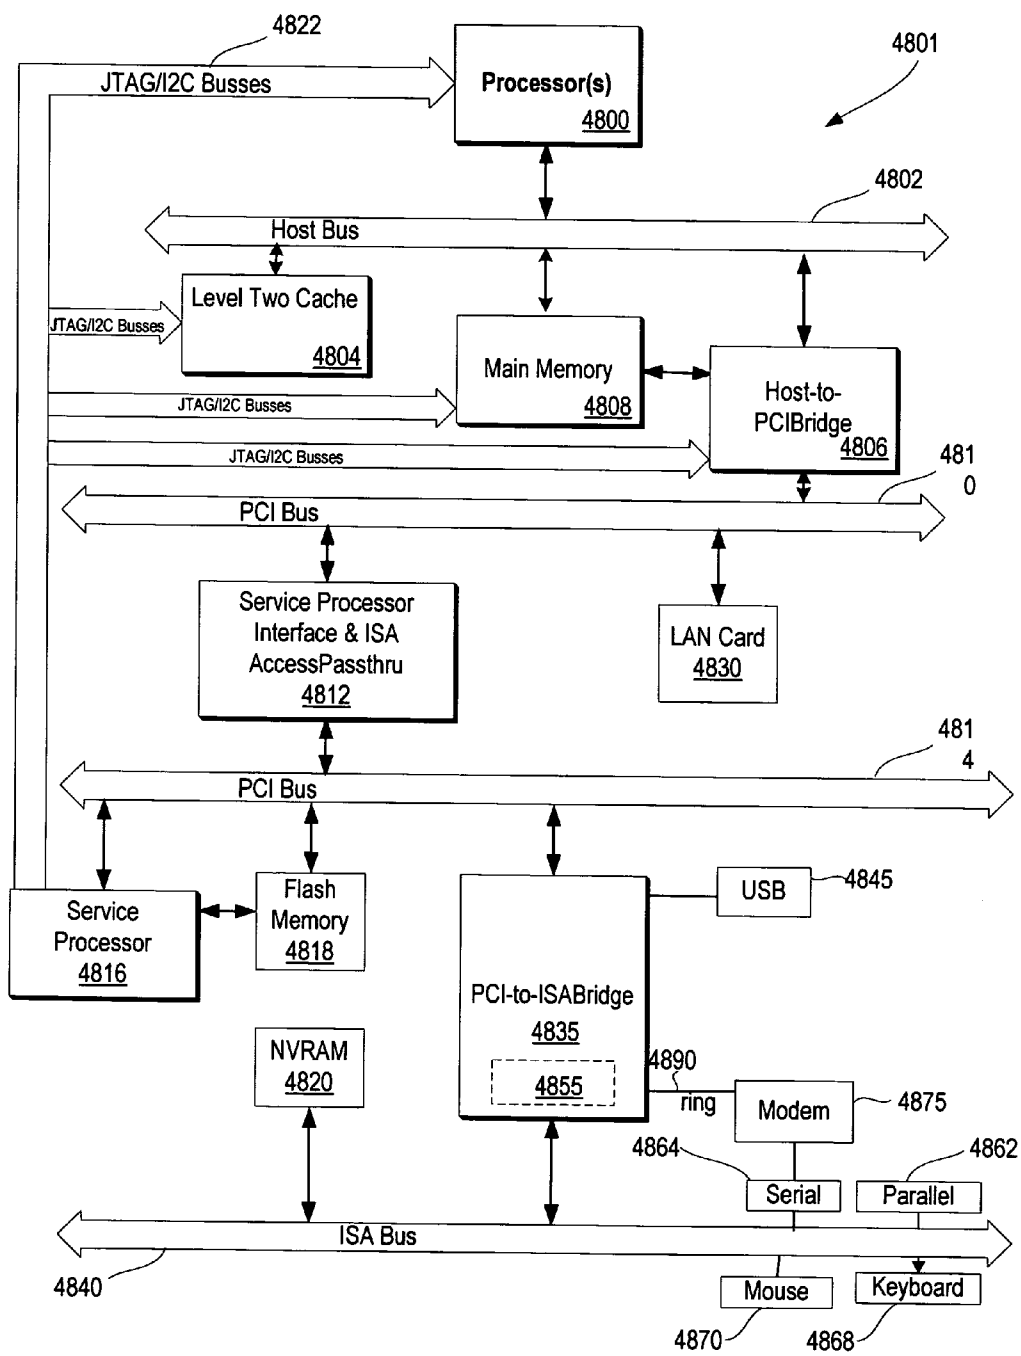 4822
4801
JTAG/I2C Busses
Processor(s)
4800
4802
Host Bus
Level Two Cache
4804
JTAG/I2C Busses
Main Memory
4808
Host-to-
PCIBridge
4806
JTAG/I2C Busses
JTAG/I2C Busses
481
0
PCI Bus
Service Processor
Interface & ISA
AccessPassthru
4812
LAN Card
4830
481
4
PCI Bus
Service
Processor
4816
Flash
Memory
4818
USB
4845
PCI-to-ISABridge
4835
4855
NVRAM
4820
4890
ring
Modem
4875
4864
4862
Serial
Parallel
ISA Bus
4840
Mouse
Keyboard
4870
4868